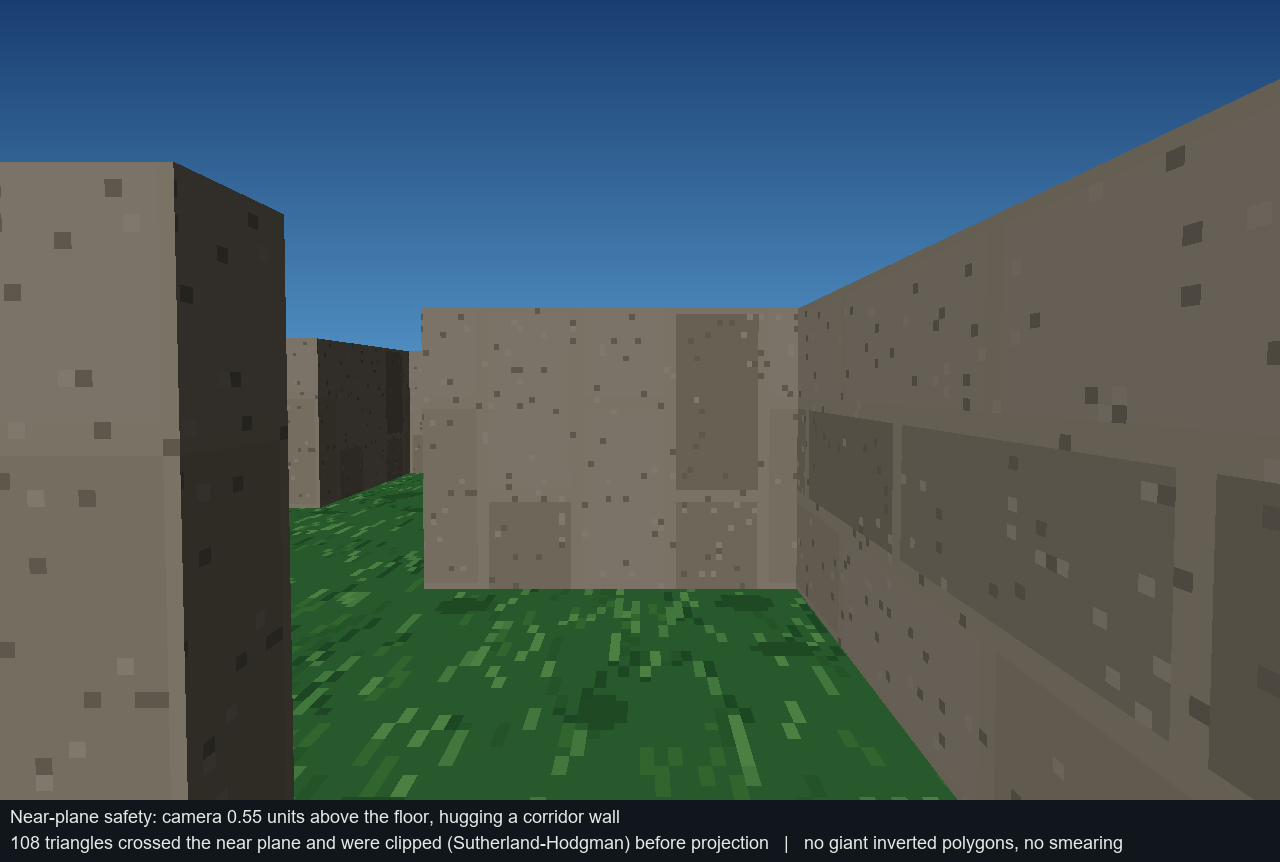 Near-plane safety: camera 0.55 units above the floor, hugging a corridor wall
108 triangles crossed the near plane and were clipped (Sutherland-Hodgman) before projection | no giant inverted polygons, no smearing